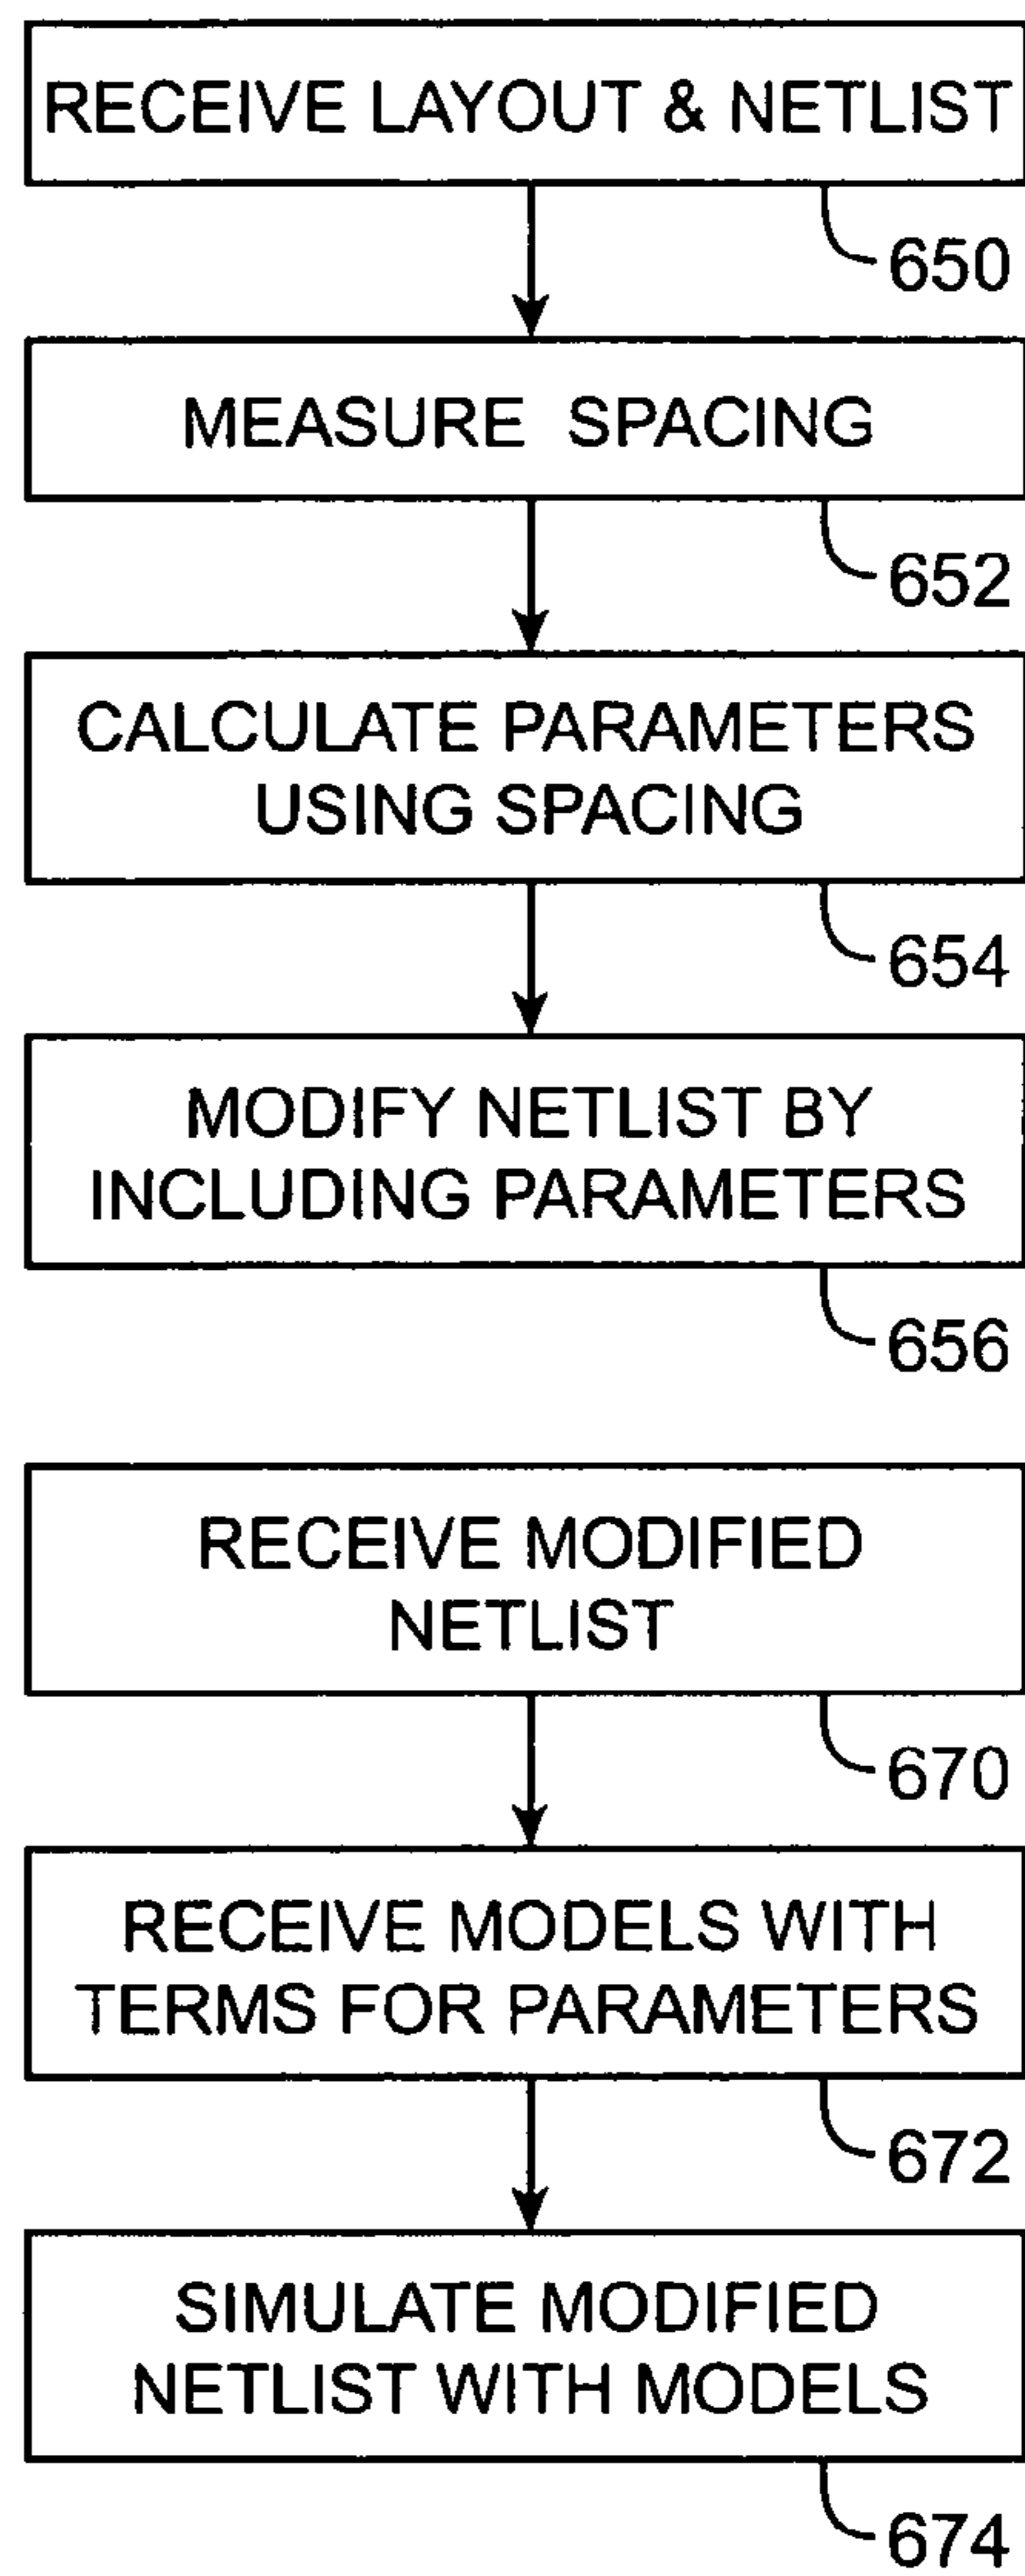 RECEIVE LAYOUT & NETLIST
650
MEASURE SPACING
652
CALCULATE PARAMETERS
USING SPACING
654
MODIFY NETLIST BY
INCLUDING PARAMETERS
656
RECEIVE MODIFIED
NETLIST
670
RECEIVE MODELS WITH
TERMS FOR PARAMETERS
672
SIMULATE MODIFIED
NETLIST WITH MODELS
674